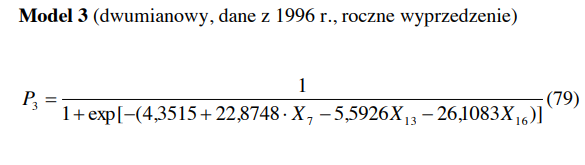 Model 3 (dwumianowy, dane z 1996 r., roczne wyprzedzenie)
P₃ = 1 / 1 + exp[−(4,3515 + 22,8748 · X₇ − 5,5926X₁₃ − 26,1083X₁₆)] (79)